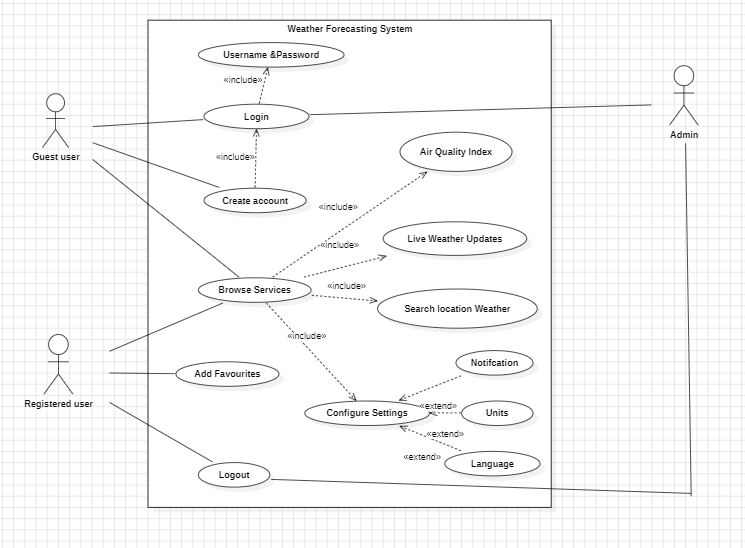 Weather Forecasting System
Username &Password
«include»
Login
Admin
Guest user
«include»
Air Quality Index
Create account
«include»
«include»
Live Weather Updates
Browse Services
«include»
Search location Weather
«include»
Notifcation
Add Favourites
Registered user
Configure Settings
«extend»
Units
«extend»
«extend»
Language
Logout